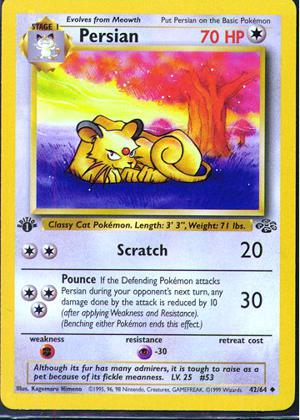 Evolves from Meowth Put Persian on the Basic Pokémon
STAGE 1
Persian 70 HP
EDITION 1
Classy Cat Pokémon. Length: 3' 3", Weight: 71 lbs.
Scratch 20
Pounce If the Defending Pokémon attacks
Persian during your opponent's next turn, any
damage done by the attack is reduced by 10
(after applying Weakness and Resistance).
(Benching either Pokémon ends this effect.)
30
weakness resistance retreat cost
-30
Although its fur has many admirers, it is tough to raise as a
pet because of its fickle meanness. LV. 25 #53
Illus. Kagemaru Himeno ©1995, 96, 98 Nintendo, Creatures, GAMEFREAK. ©1999 Wizards. 42/64